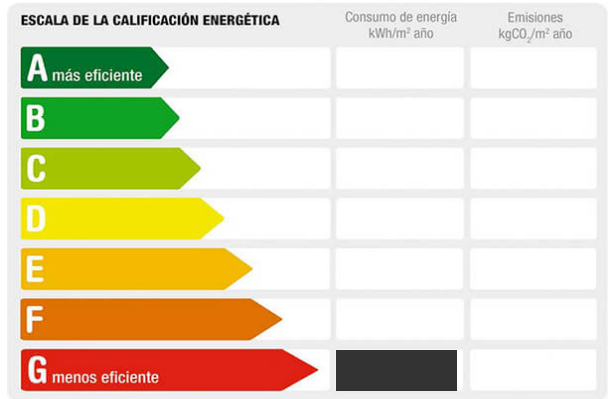 ESCALA DE LA CALIFICACIÓN ENERGÉTICA
Consumo de energía
kWh/m² año
Emisiones
kgCO₂/m² año
A más eficiente
B
C
D
E
F
G menos eficiente